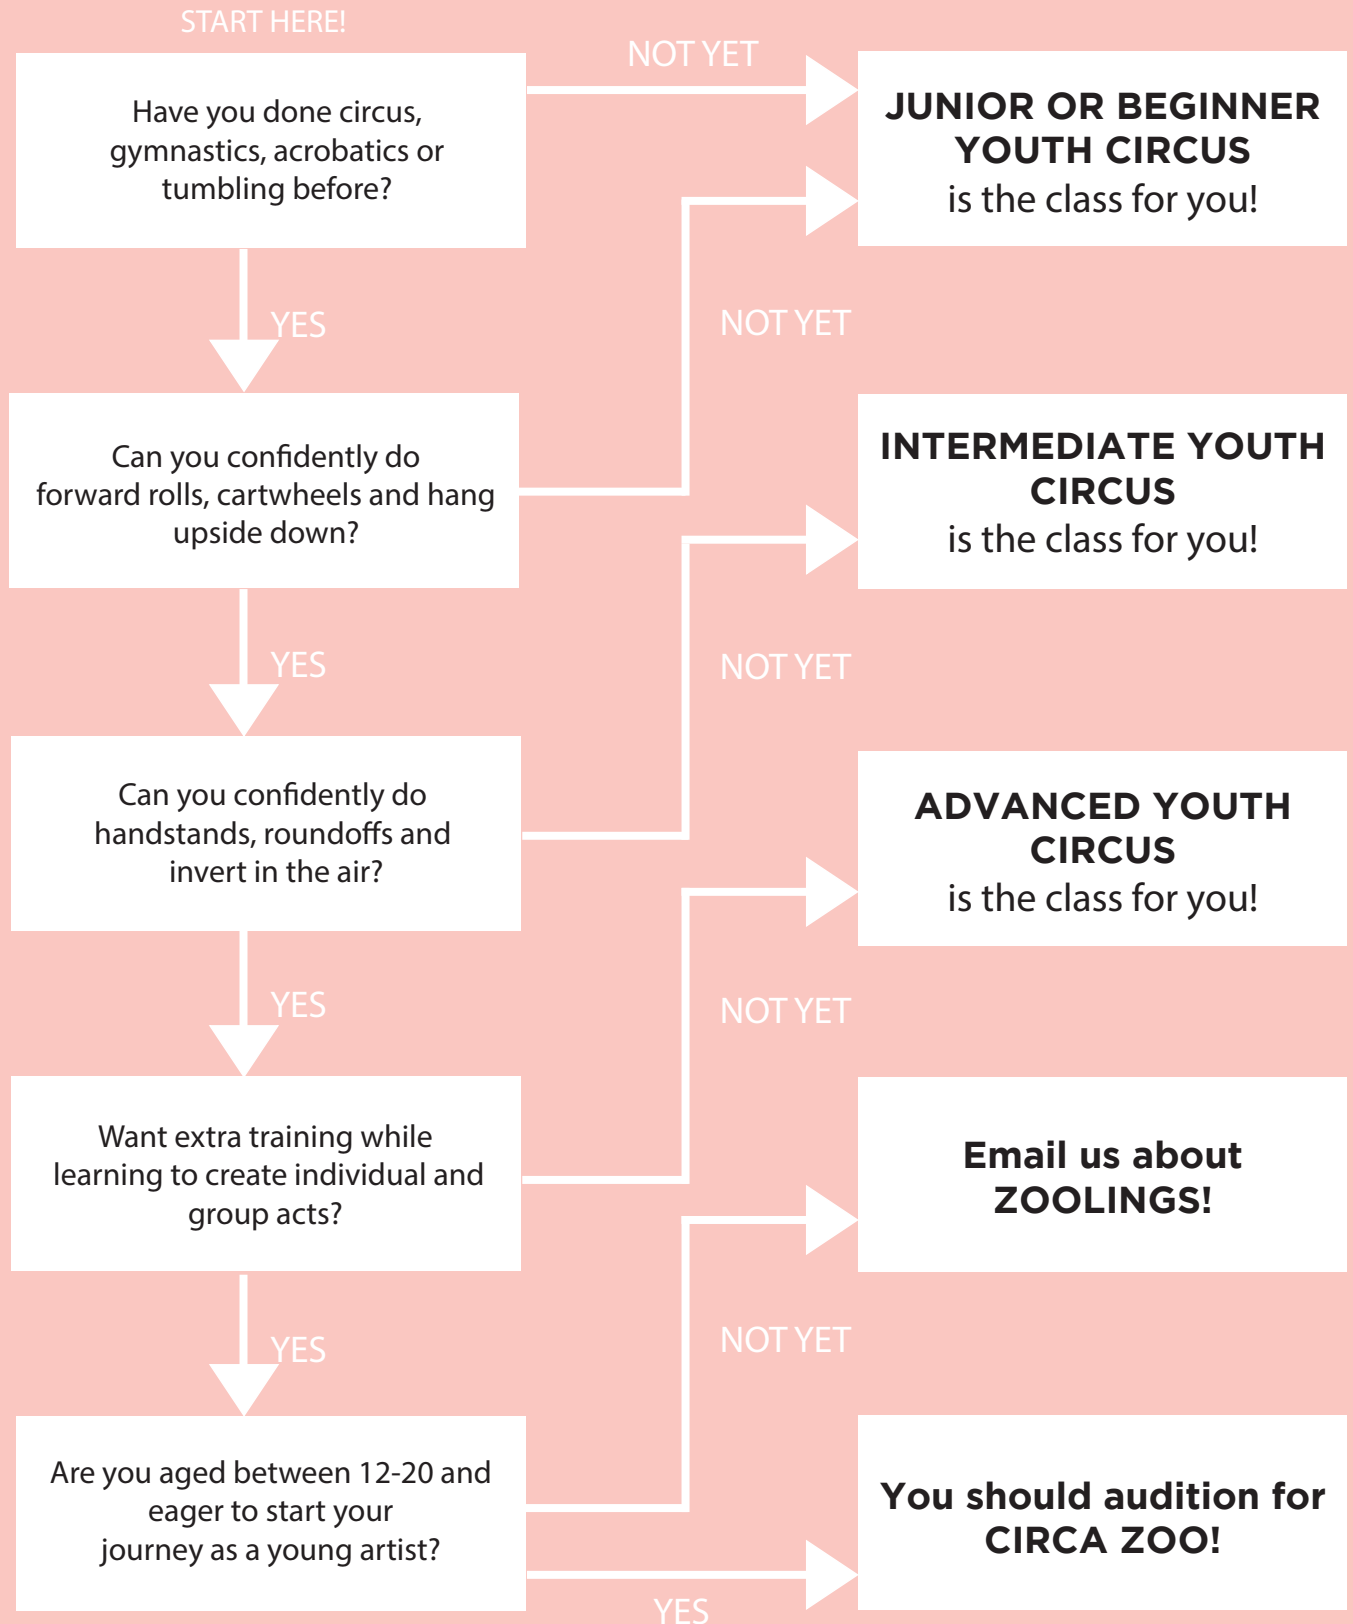 START HERE!
Have you done circus,
gymnastics, acrobatics or
tumbling before?
NOT YET
JUNIOR OR BEGINNER
YOUTH CIRCUS
is the class for you!
YES
NOT YET
Can you confidently do
forward rolls, cartwheels and hang
upside down?
INTERMEDIATE YOUTH
CIRCUS
is the class for you!
YES
NOT YET
Can you confidently do
handstands, roundoffs and
invert in the air?
ADVANCED YOUTH
CIRCUS
is the class for you!
YES
NOT YET
Want extra training while
learning to create individual and
group acts?
Email us about
ZOOLINGS!
YES
NOT YET
Are you aged between 12-20 and
eager to start your
journey as a young artist?
You should audition for
CIRCA ZOO!
YES